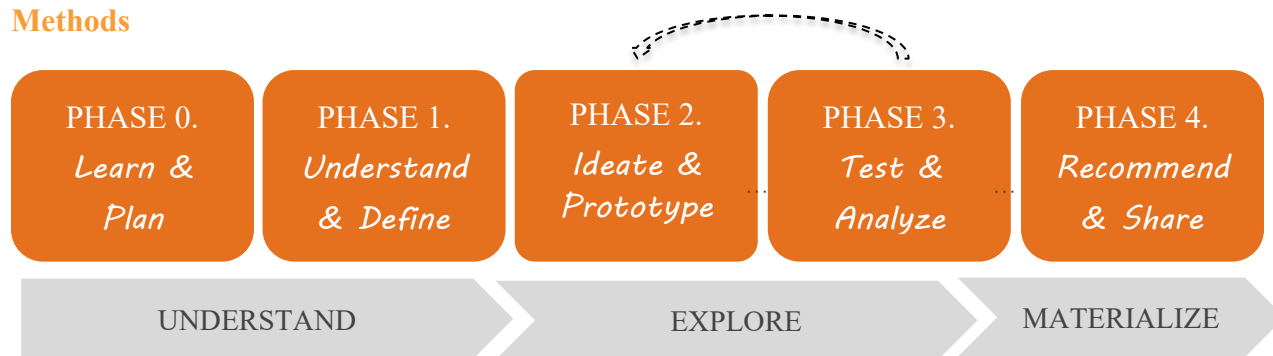 Methods
PHASE 0.
Learn &
Plan
PHASE 1.
Understand
& Define
PHASE 2.
Ideate &
Prototype
...
PHASE 3.
Test &
Analyze
...
PHASE 4.
Recommend
& Share
UNDERSTAND
EXPLORE
MATERIALIZE